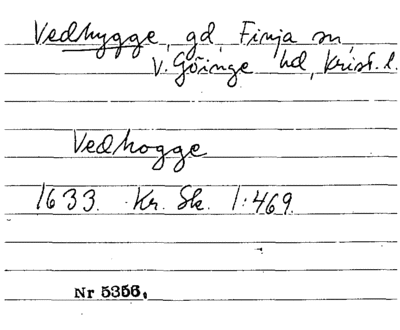 Vedhygge, gd, Finja sn
V. Göinge hd, Krist. l.
Vedhogge
1633. Kr. Sk. 1:469.
Nr 5356.